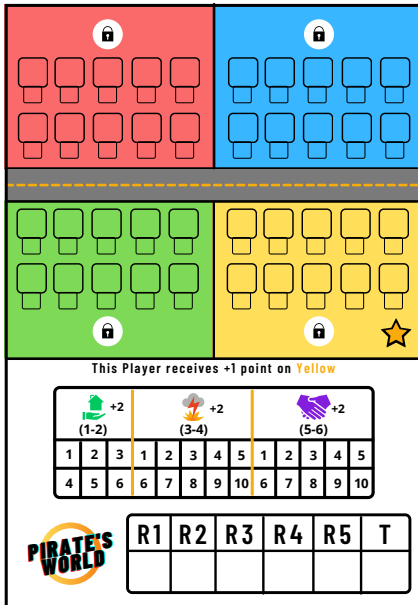 This Player receives +1 point on Yellow
+2 +2 +2
(1-2) (3-4) (5-6)
1 2 3 1 2 3 4 5 1 2 3 4 5
4 5 6 6 7 8 9 10 6 7 8 9 10
PIRATE'S
WORLD
R1 R2 R3 R4 R5 T